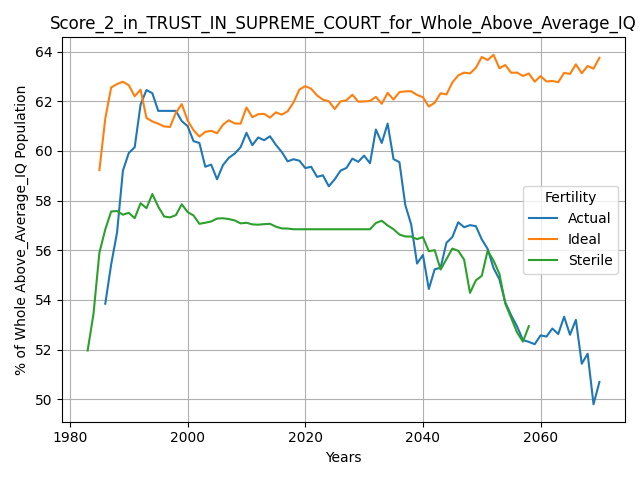 Score_2_in_TRUST_IN_SUPREME_COURT_for_Whole_Above_Average_IQ
% of Whole Above_Average_IQ Population
64
62
60
58
56
54
52
50
Fertility
Actual
Ideal
Sterile
1980
2000
2020
2040
2060
Years